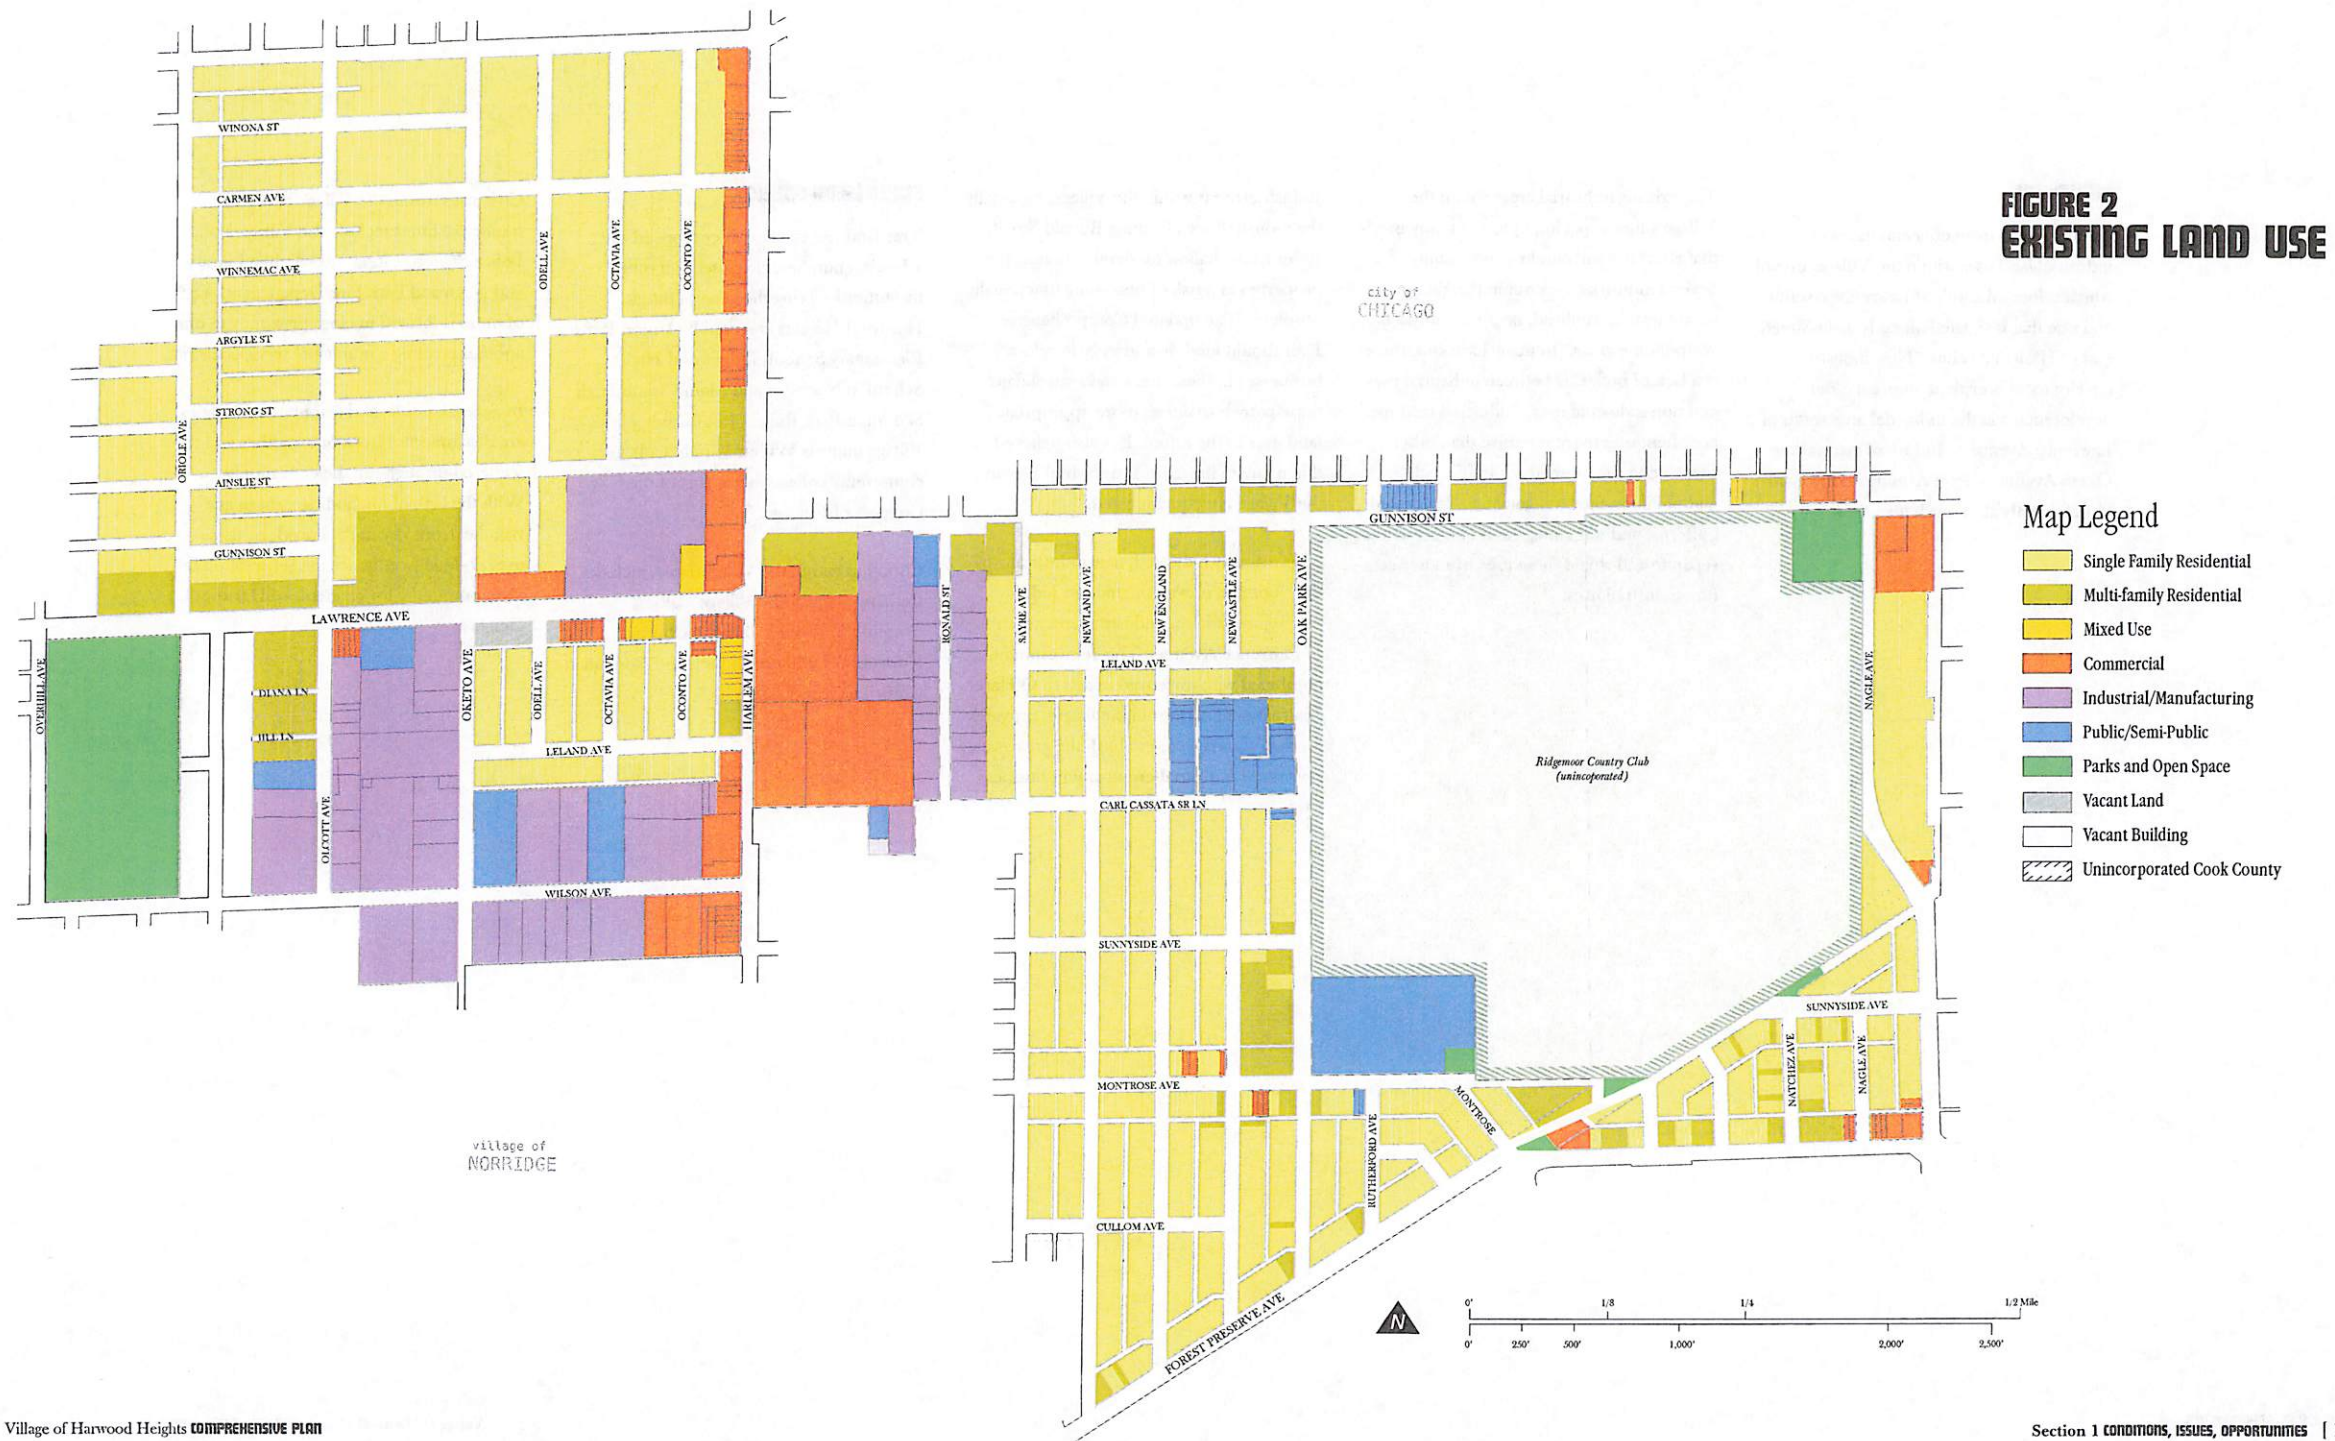 FIGURE 2
EXISTING LAND USE
city of
CHICAGO
village of
NORRIDGE
WINONA ST
CARMEN AVE
WINNEMAC AVE
ARGYLE ST
STRONG ST
AINSLIE ST
GUNNISON ST
LAWRENCE AVE
ORIOLE AVE
ODELL AVE
OCTAVIA AVE
OCONTO AVE
OVERHILL AVE
DIANA LN
OLCOTT AVE
OKETO AVE
ODELL AVE
OCTAVIA AVE
OCONTO AVE
HARLEM AVE
LELAND AVE
WILSON AVE
RONALD ST
SAYRE AVE
NEWLAND AVE
NEW ENGLAND
NEWCASTLE AVE
OAK PARK AVE
GUNNISON ST
LELAND AVE
CARL CASSATA SR LN
SUNNYSIDE AVE
MONTROSE AVE
CULLOM AVE
RUTHERFORD AVE
MONTROSE
FOREST PRESERVE AVE
Ridgemoor Country Club
(unincoporated)
NAGLE AVE
SUNNYSIDE AVE
NATCHEZ AVE
NAGLE AVE
Map Legend
Single Family Residential
Multi-family Residential
Mixed Use
Commercial
Industrial/Manufacturing
Public/Semi-Public
Parks and Open Space
Vacant Land
Vacant Building
Unincorporated Cook County
N
0' 1/8 1/4 1/2 Mile
0' 250' 500' 1,000' 2,000' 2,500'
Village of Harwood Heights COMPREHENSIVE PLAN
Section 1 CONDITIONS, ISSUES, OPPORTUNITIES |